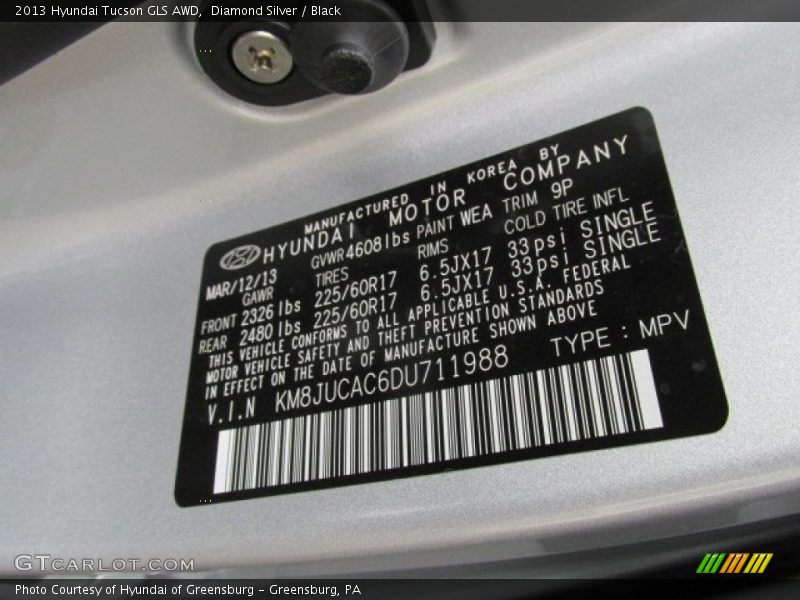 2013 Hyundai Tucson GLS AWD, Diamond Silver / Black
MANUFACTURED IN KOREA BY
HYUNDAI MOTOR COMPANY
MAR/12/13 GVWR 4608 lbs PAINT WEA TRIM 9P
GAWR TIRES RIMS COLD TIRE INFL
FRONT 2326 lbs 225/60R17 6.5JX17 33psi SINGLE
REAR 2480 lbs 225/60R17 6.5JX17 33psi SINGLE
THIS VEHICLE CONFORMS TO ALL APPLICABLE U.S.A. FEDERAL
MOTOR VEHICLE SAFETY AND THEFT PREVENTION STANDARDS
IN EFFECT ON THE DATE OF MANUFACTURE SHOWN ABOVE
V.I.N KM8JUCAC6DU711988 TYPE : MPV
GTCARLOT.COM
Photo Courtesy of Hyundai of Greensburg - Greensburg, PA